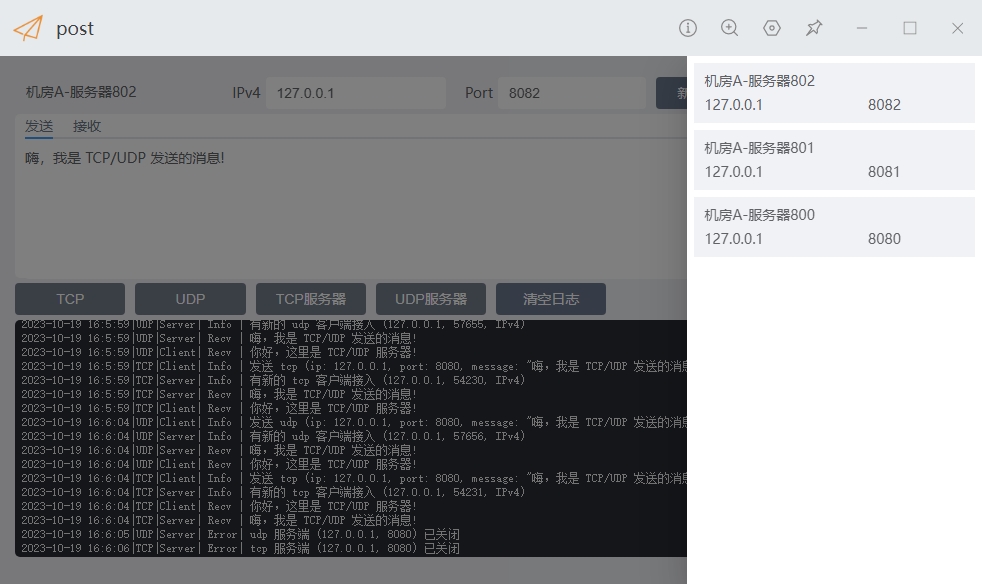 post
机房A-服务器802 IPv4 127.0.0.1 Port 8082 新
发送 接收
嗨，我是 TCP/UDP 发送的消息!
TCP UDP TCP服务器 UDP服务器 清空日志
2023-10-19 16:5:59|UDP|Server| Info | 有新的 udp 客户端接入 (127.0.0.1, 57655, IPv4)
2023-10-19 16:5:59|UDP|Server| Recv | 嗨，我是 TCP/UDP 发送的消息!
2023-10-19 16:5:59|UDP|Client| Recv | 你好，这里是 TCP/UDP 服务器!
2023-10-19 16:5:59|TCP|Client| Info | 发送 tcp (ip: 127.0.0.1, port: 8080, message: "嗨，我是 TCP/UDP 发送的消息
2023-10-19 16:5:59|TCP|Server| Info | 有新的 tcp 客户端接入 (127.0.0.1, 54230, IPv4)
2023-10-19 16:5:59|TCP|Server| Recv | 嗨，我是 TCP/UDP 发送的消息!
2023-10-19 16:5:59|TCP|Client| Recv | 你好，这里是 TCP/UDP 服务器!
2023-10-19 16:6:04|UDP|Client| Info | 发送 udp (ip: 127.0.0.1, port: 8080, message: "嗨，我是 TCP/UDP 发送的消息
2023-10-19 16:6:04|UDP|Server| Info | 有新的 udp 客户端接入 (127.0.0.1, 57656, IPv4)
2023-10-19 16:6:04|UDP|Server| Recv | 嗨，我是 TCP/UDP 发送的消息!
2023-10-19 16:6:04|UDP|Client| Recv | 你好，这里是 TCP/UDP 服务器!
2023-10-19 16:6:04|TCP|Client| Info | 发送 tcp (ip: 127.0.0.1, port: 8080, message: "嗨，我是 TCP/UDP 发送的消息
2023-10-19 16:6:04|TCP|Server| Info | 有新的 tcp 客户端接入 (127.0.0.1, 54231, IPv4)
2023-10-19 16:6:04|TCP|Client| Recv | 你好，这里是 TCP/UDP 服务器!
2023-10-19 16:6:04|TCP|Server| Recv | 嗨，我是 TCP/UDP 发送的消息!
2023-10-19 16:6:05|UDP|Server| Error| udp 服务端 (127.0.0.1, 8080) 已关闭
2023-10-19 16:6:06|TCP|Server| Error| tcp 服务端 (127.0.0.1, 8080) 已关闭
机房A-服务器802
127.0.0.1 8082
机房A-服务器801
127.0.0.1 8081
机房A-服务器800
127.0.0.1 8080